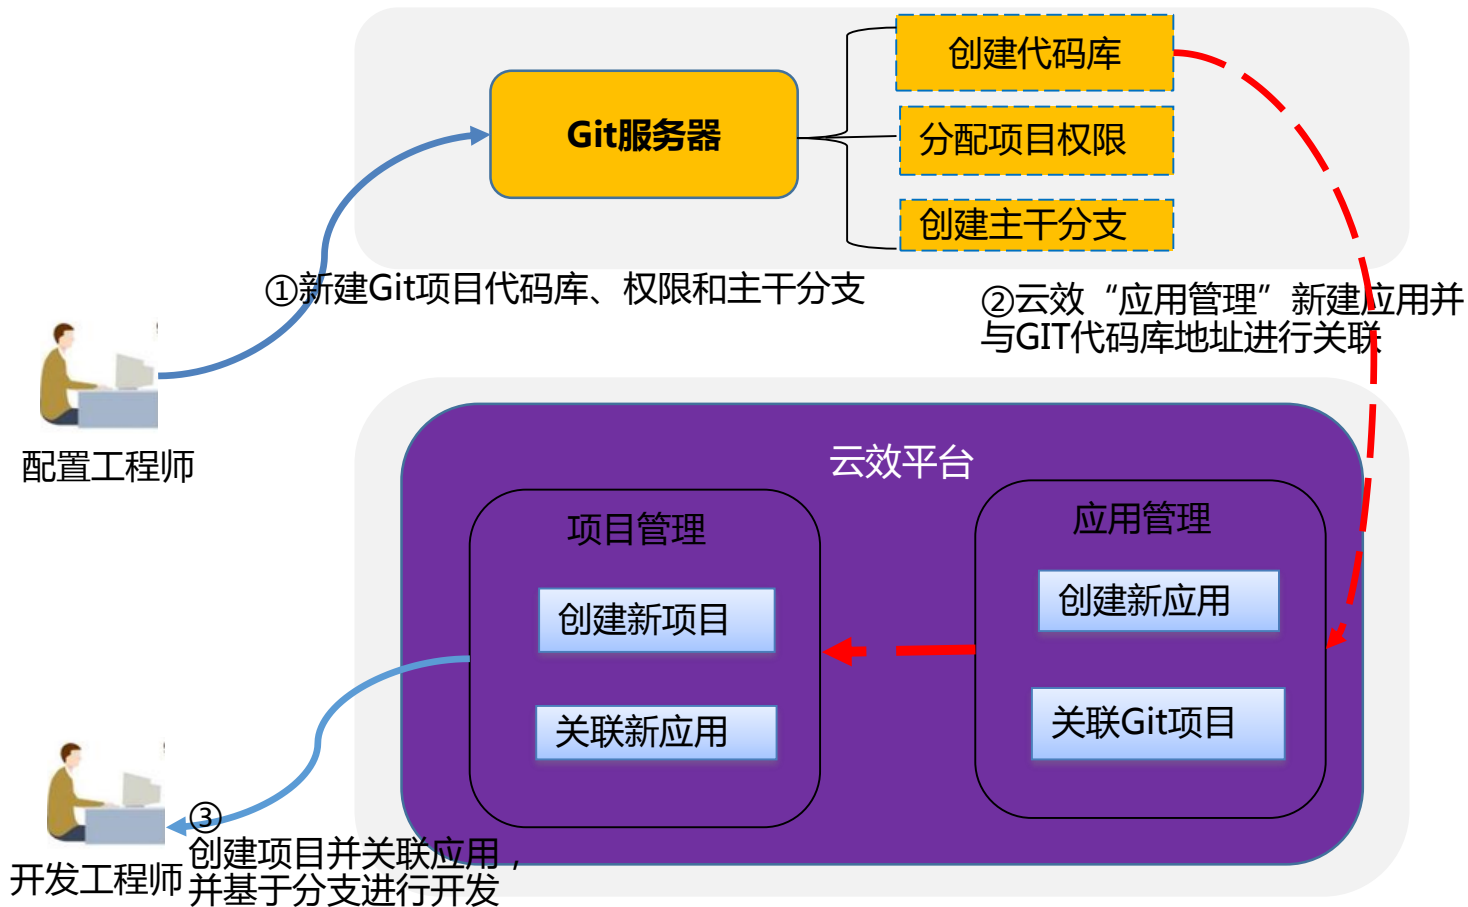 创建代码库
Git服务器
分配项目权限
创建主干分支
①新建Git项目代码库、权限和主干分支
②云效“应用管理”新建应用并
与GIT代码库地址进行关联
配置工程师
云效平台
项目管理
应用管理
创建新项目
创建新应用
关联新应用
关联Git项目
③
创建项目并关联应用，
并基于分支进行开发
开发工程师